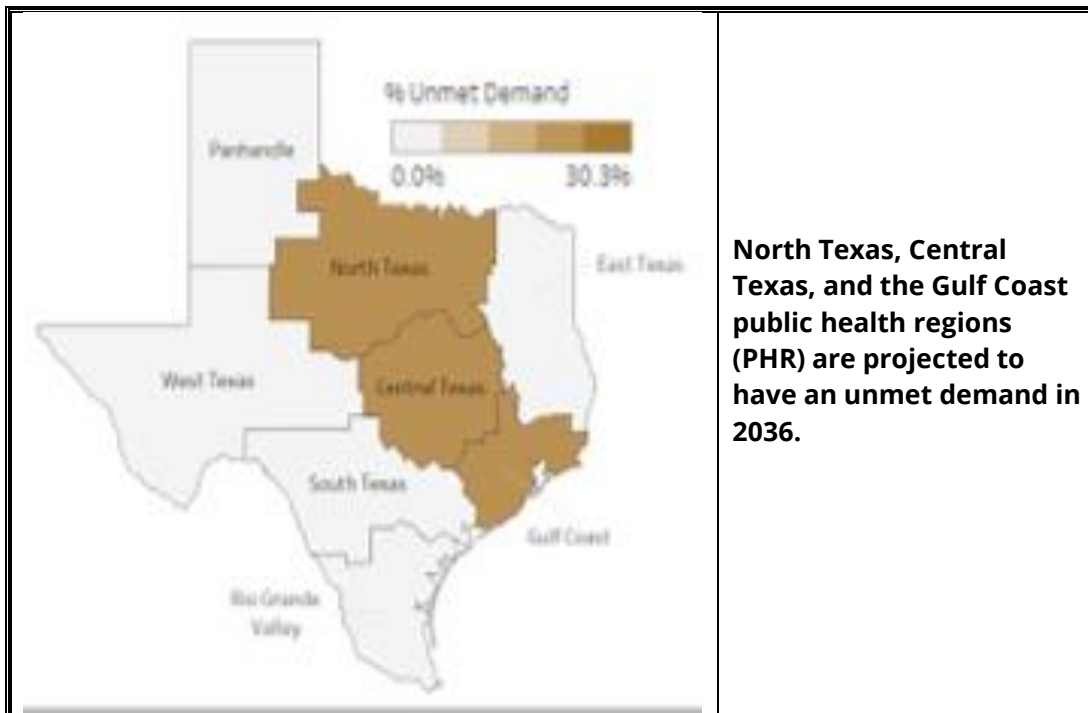 % Unmet Demand
0.0% 30.3%
Panhandle
North Texas
East Texas
West Texas
Central Texas
South Texas
Gulf Coast
Rio Grande
Valley
North Texas, Central
Texas, and the Gulf Coast
public health regions
(PHR) are projected to
have an unmet demand in
2036.